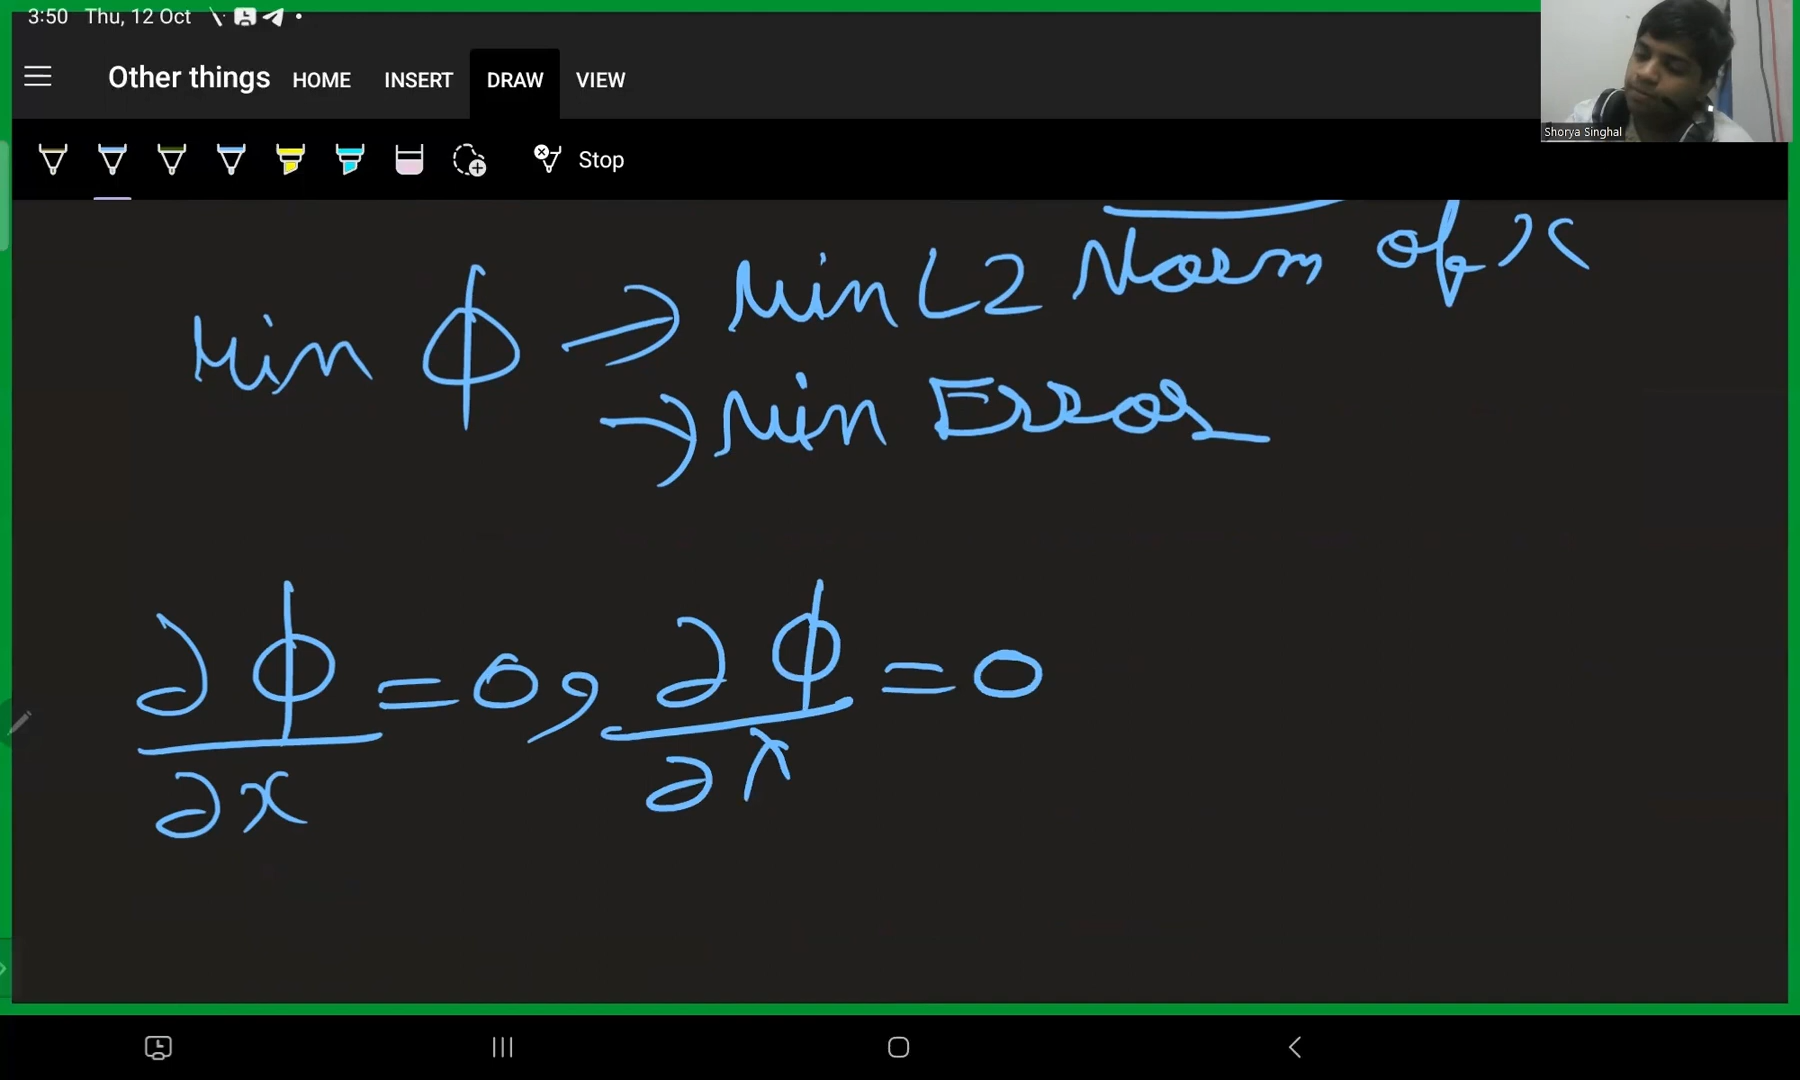 3:50 Thu, 12 Oct
Other things HOME INSERT DRAW VIEW
Shorya Singhal
Stop
Min L2 Norm of x
Min ϕ →
→ Min Error
∂ϕ/∂x = 0, ∂ϕ/∂λ = 0